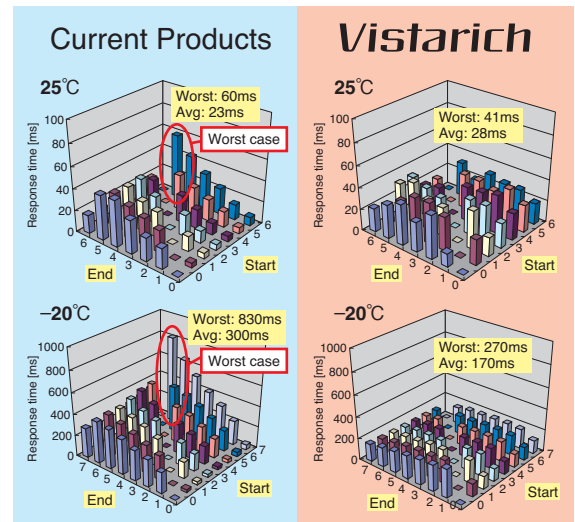 Current Products
25℃
Worst: 60ms
Avg: 23ms
Worst case
Response time [ms]
100
80
60
40
20
0
6 5 4 3 2 1 0
End
0 1 2 3 4 5 6
Start
−20℃
Worst: 830ms
Avg: 300ms
Worst case
Response time [ms]
1000
800
600
400
200
0
7 6 5 4 3 2 1 0
End
0 1 2 3 4 5 6 7
Start
Vistarich
25℃
Worst: 41ms
Avg: 28ms
Response time [ms]
100
80
60
40
20
0
6 5 4 3 2 1 0
End
0 1 2 3 4 5 6
Start
−20℃
Worst: 270ms
Avg: 170ms
Response time [ms]
1000
800
600
400
200
0
7 6 5 4 3 2 1 0
End
0 1 2 3 4 5 6 7
Start